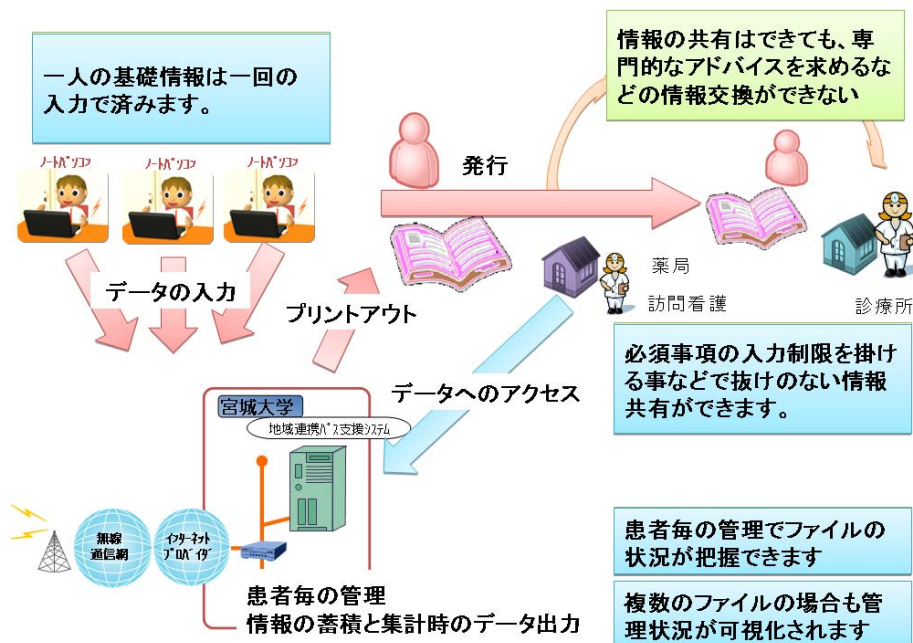 一人の基礎情報は一回の
入力で済みます。
情報の共有はできても、専
門的なアドバイスを求めるな
どの情報交換ができない
ﾉｰﾄﾊﾟｿｺﾝ
ﾉｰﾄﾊﾟｿｺﾝ
ﾉｰﾄﾊﾟｿｺﾝ
発行
データの入力
プリントアウト
薬局
訪問看護
診療所
データへのアクセス
必須事項の入力制限を掛け
る事などで抜けのない情報
共有ができます。
宮城大学
地域連携ﾊﾟｽ支援ｼｽﾃﾑ
無線
通信網
ｲﾝﾀｰﾈｯﾄ
ﾌﾟﾛﾊﾞｲﾀﾞ
患者毎の管理
情報の蓄積と集計時のデータ出力
患者毎の管理でファイルの
状況が把握できます
複数のファイルの場合も管
理状況が可視化されます